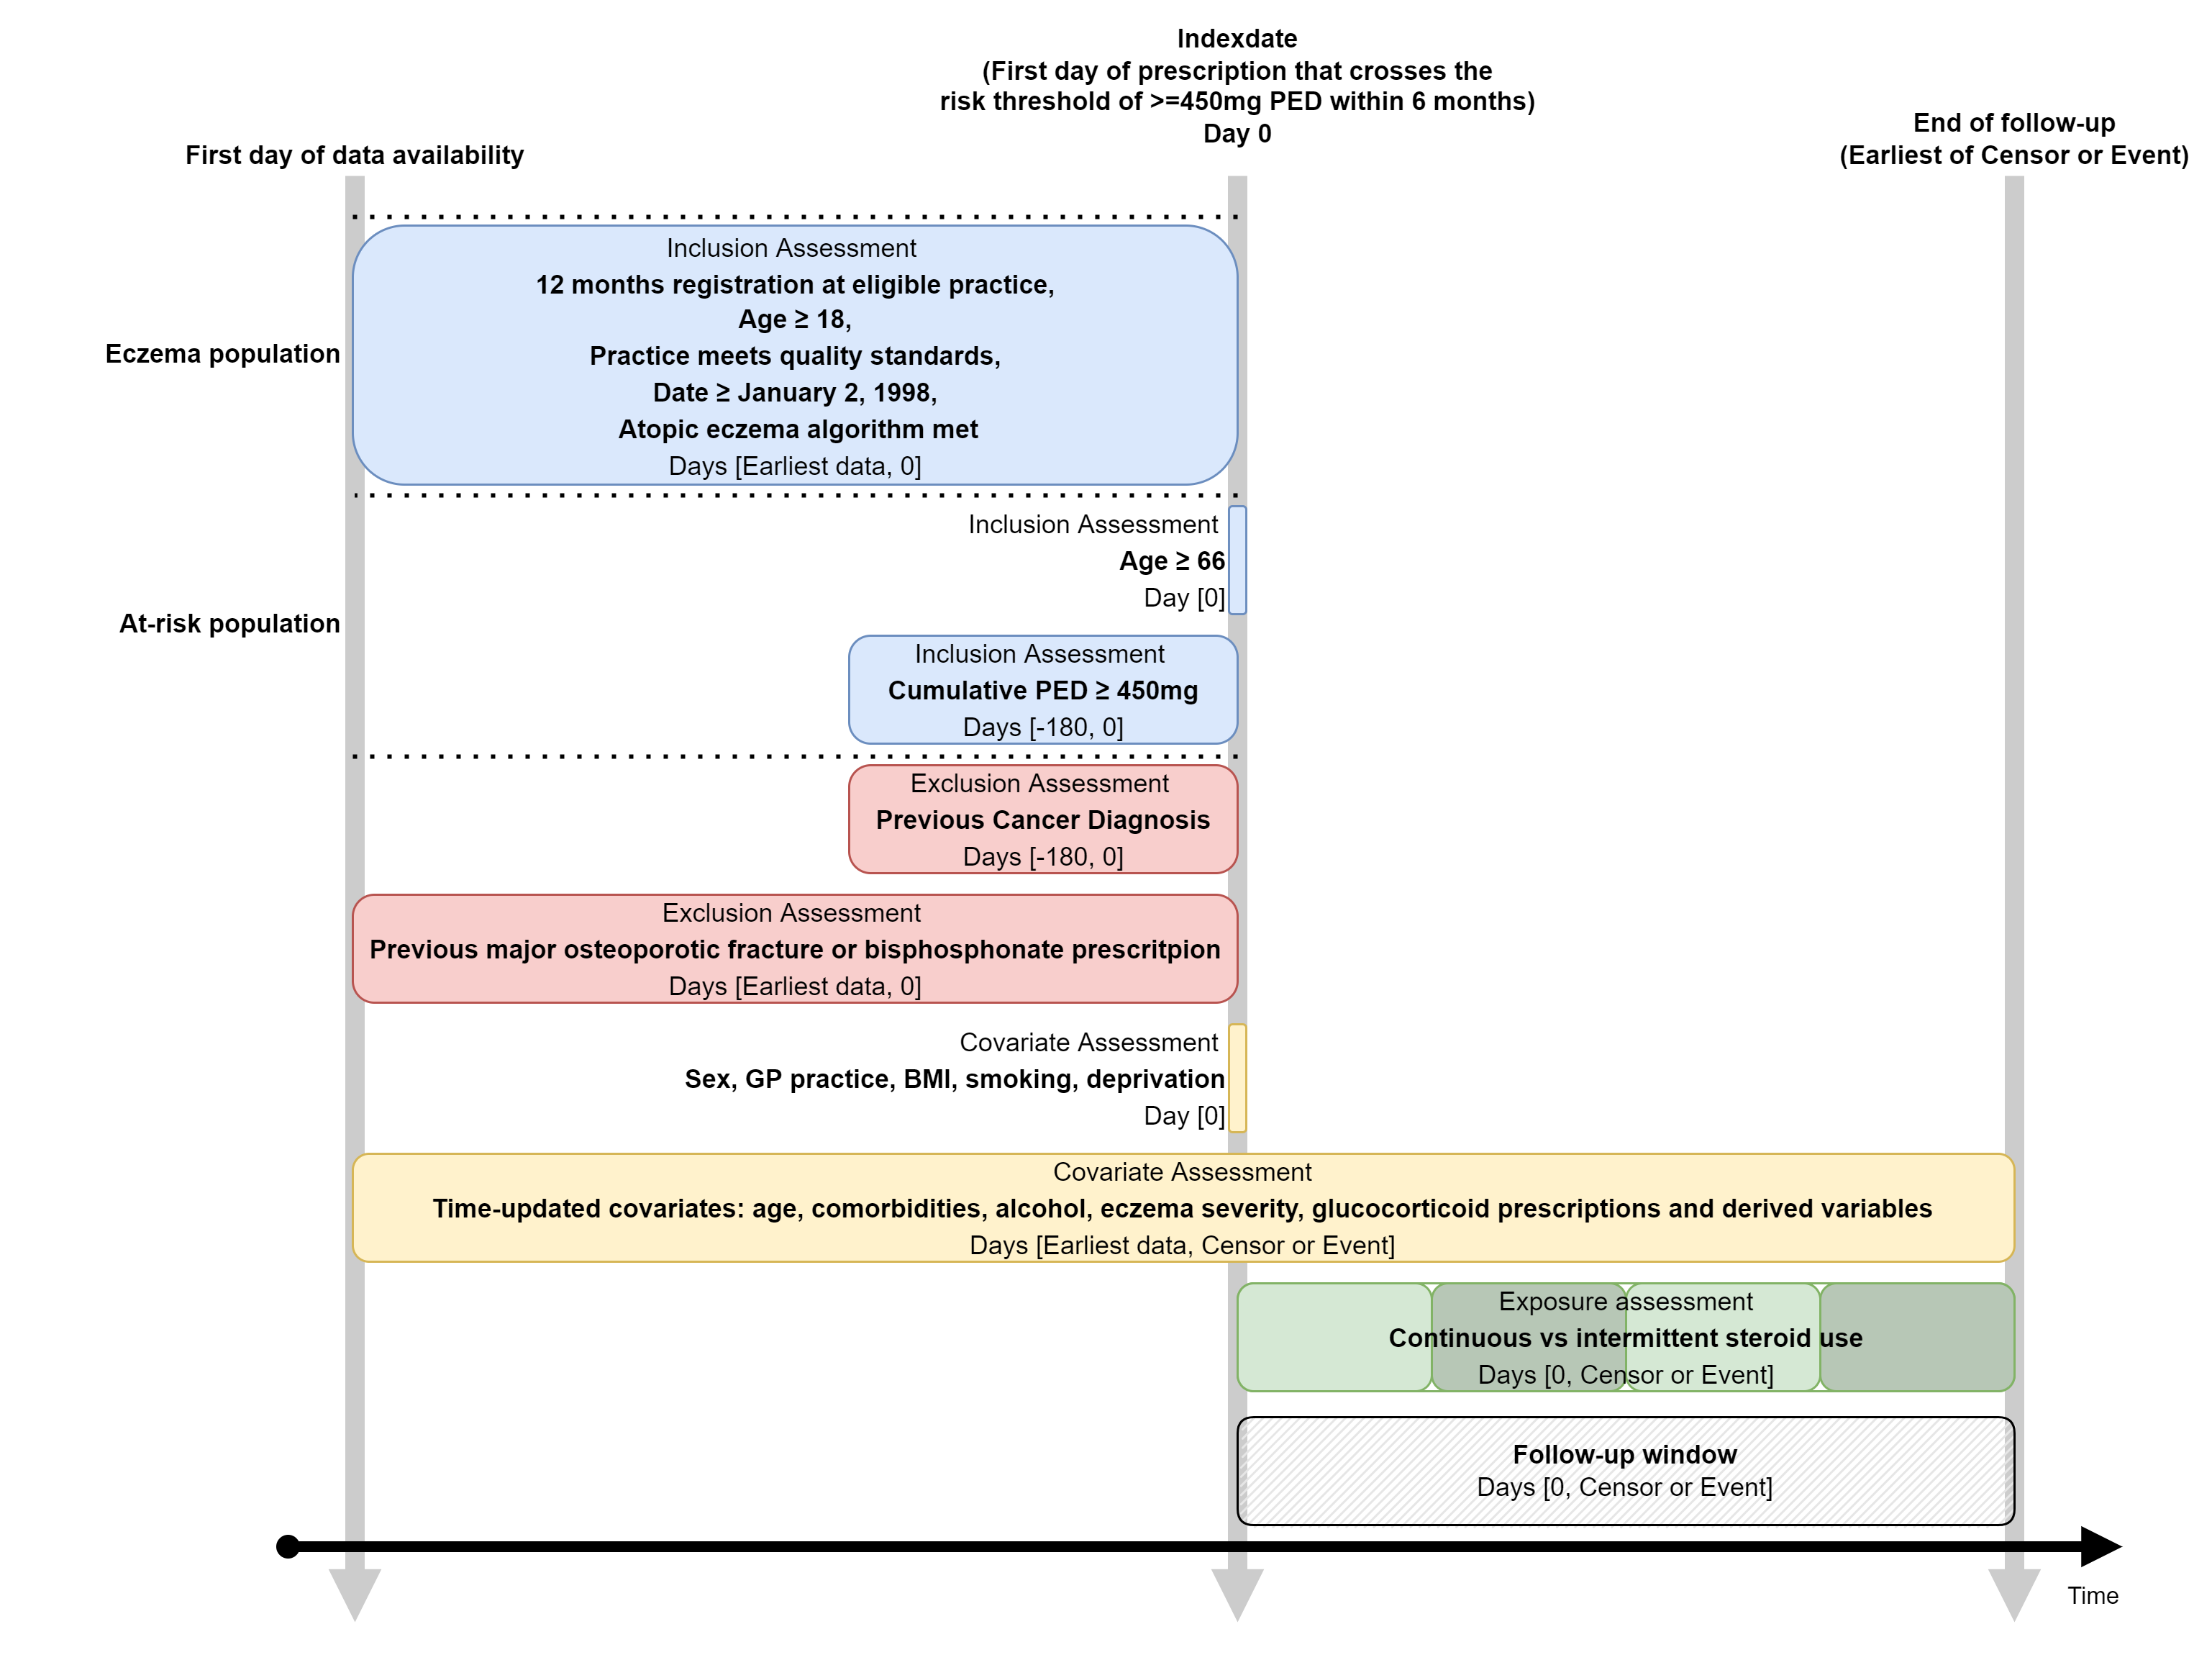 Indexdate
(First day of prescription that crosses the
risk threshold of >=450mg PED within 6 months)
Day 0
End of follow-up
(Earliest of Censor or Event)
First day of data availability
Inclusion Assessment
12 months registration at eligible practice,
Age ≥ 18,
Practice meets quality standards,
Date ≥ January 2, 1998,
Atopic eczema algorithm met
Days [Earliest data, 0]
Eczema population
Inclusion Assessment
Age ≥ 66
Day [0]
At-risk population
Inclusion Assessment
Cumulative PED ≥ 450mg
Days [-180, 0]
Exclusion Assessment
Previous Cancer Diagnosis
Days [-180, 0]
Exclusion Assessment
Previous major osteoporotic fracture or bisphosphonate prescritpion
Days [Earliest data, 0]
Covariate Assessment
Sex, GP practice, BMI, smoking, deprivation
Day [0]
Covariate Assessment
Time-updated covariates: age, comorbidities, alcohol, eczema severity, glucocorticoid prescriptions and derived variables
Days [Earliest data, Censor or Event]
Exposure assessment
Continuous vs intermittent steroid use
Days [0, Censor or Event]
Follow-up window
Days [0, Censor or Event]
Time